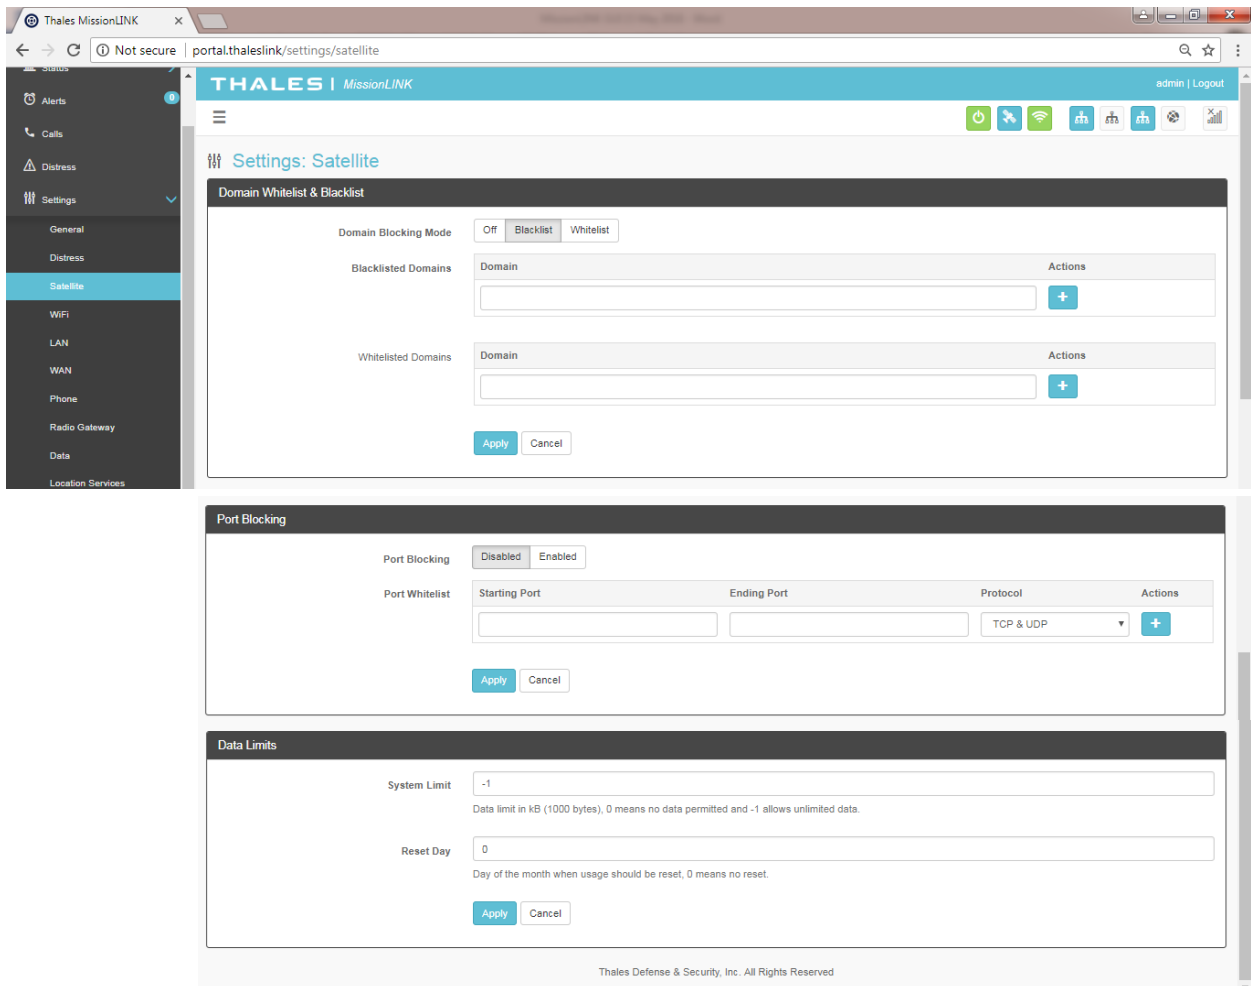 Thales MissionLINK
Not secure | portal.thaleslink/settings/satellite
Status
Alerts 0
Calls
Distress
Settings
General
Distress
Satellite
WiFi
LAN
WAN
Phone
Radio Gateway
Data
Location Services
THALES | MissionLINK
admin | Logout
Settings: Satellite
Domain Whitelist & Blacklist
Domain Blocking Mode Off Blacklist Whitelist
Blacklisted Domains Domain Actions
Whitelisted Domains Domain Actions
Apply Cancel
Port Blocking
Port Blocking Disabled Enabled
Port Whitelist Starting Port Ending Port Protocol Actions
TCP & UDP
Apply Cancel
Data Limits
System Limit -1
Data limit in kB (1000 bytes), 0 means no data permitted and -1 allows unlimited data.
Reset Day 0
Day of the month when usage should be reset, 0 means no reset.
Apply Cancel
Thales Defense & Security, Inc. All Rights Reserved